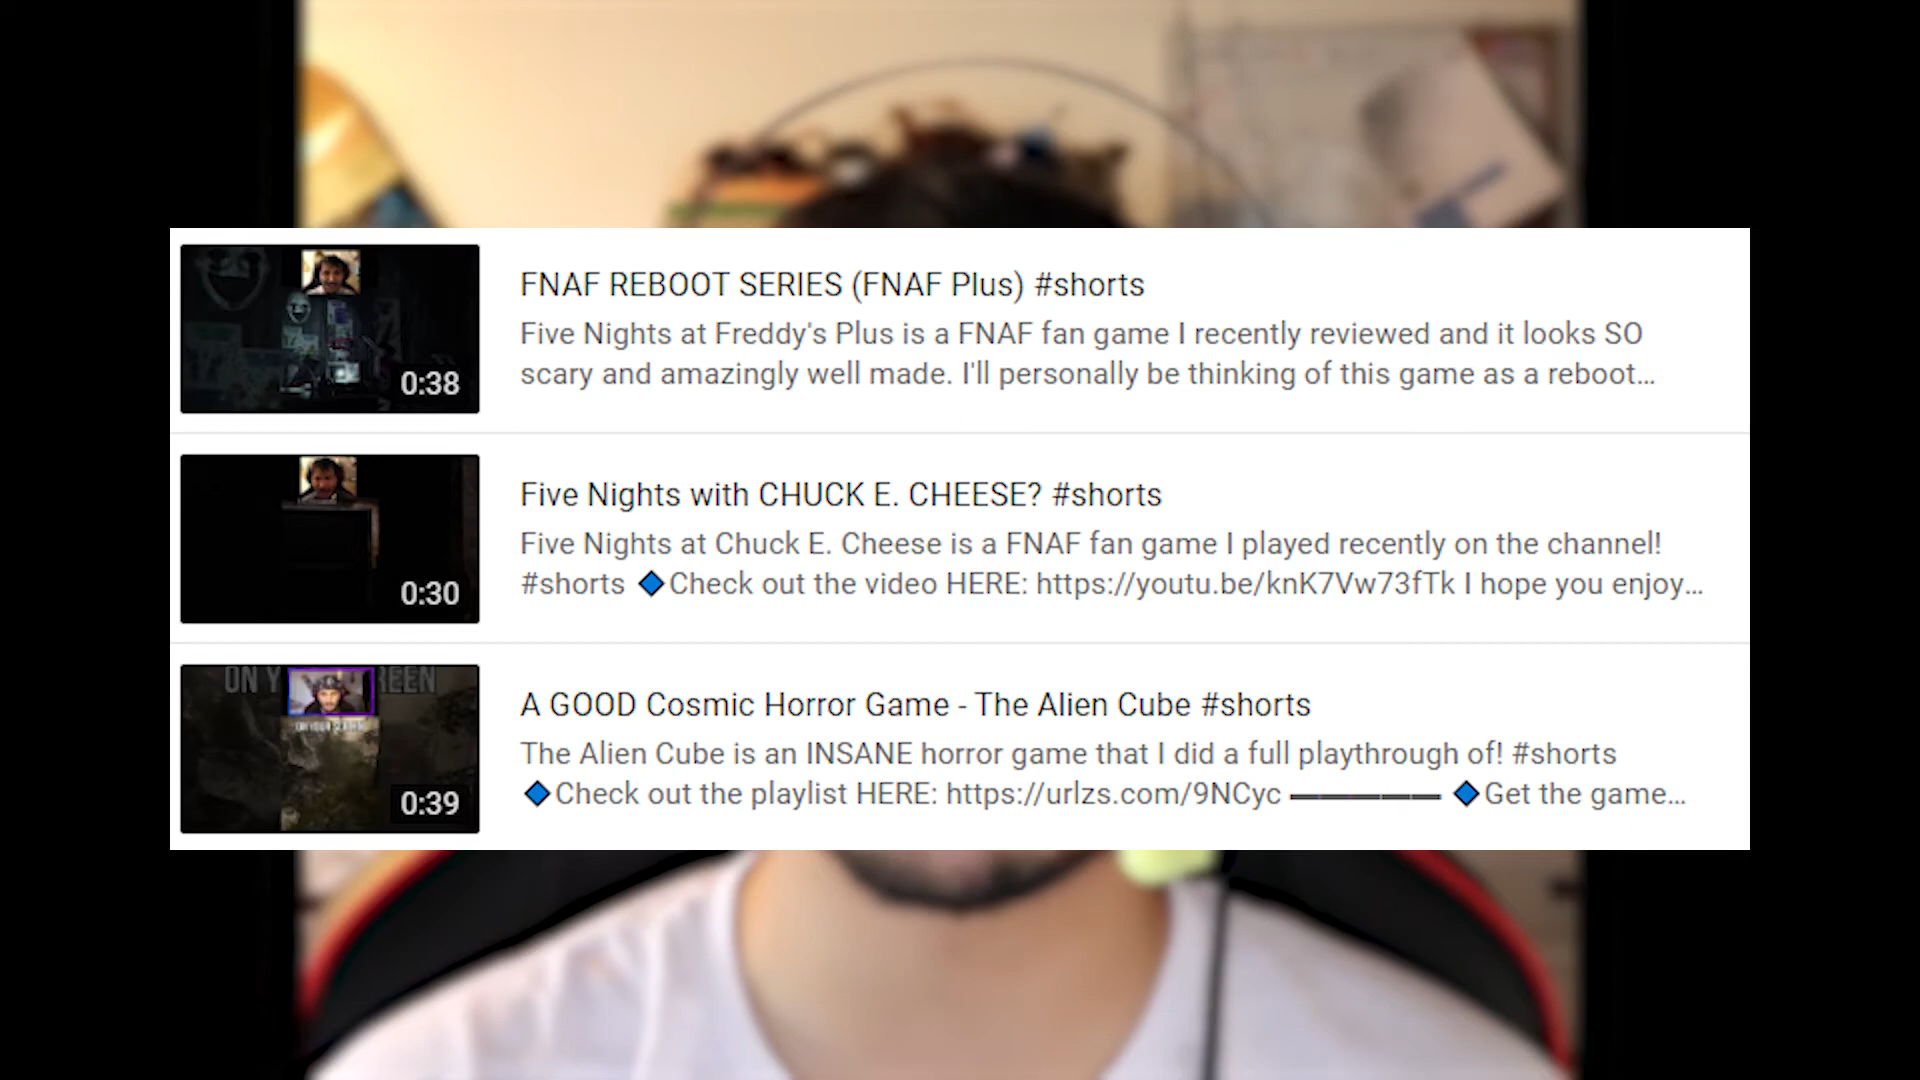 FNAF REBOOT SERIES (FNAF Plus) #shorts
Five Nights at Freddy's Plus is a FNAF fan game I recently reviewed and it looks SO
scary and amazingly well made. I'll personally be thinking of this game as a reboot...
0:38
Five Nights with CHUCK E. CHEESE? #shorts
Five Nights at Chuck E. Cheese is a FNAF fan game I played recently on the channel!
#shorts 🔷Check out the video HERE: https://youtu.be/knK7Vw73fTk I hope you enjoy...
0:30
ON Y
A GOOD Cosmic Horror Game - The Alien Cube #shorts
The Alien Cube is an INSANE horror game that I did a full playthrough of! #shorts
🔷Check out the playlist HERE: https://urlzs.com/9NCyc ▬▬▬▬▬ 🔷Get the game...
0:39